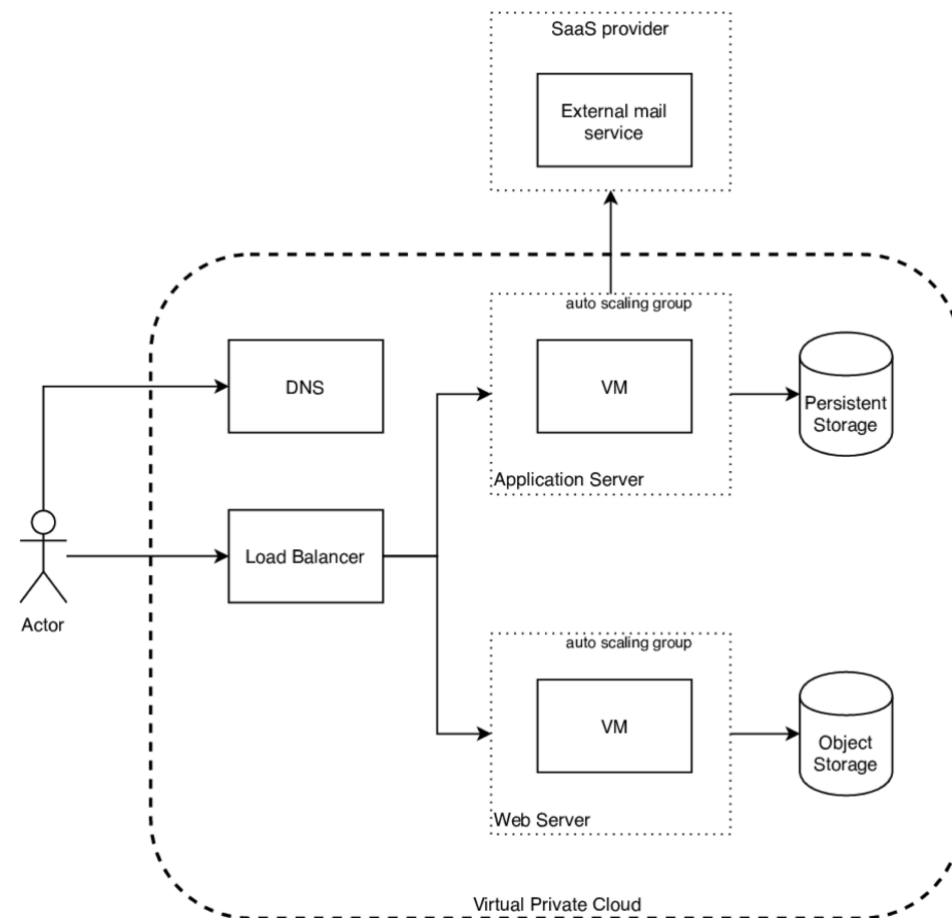 SaaS provider
External mail
service
auto scaling group
DNS
VM
Persistent
Storage
Application Server
Load Balancer
Actor
auto scaling group
VM
Object
Storage
Web Server
Virtual Private Cloud